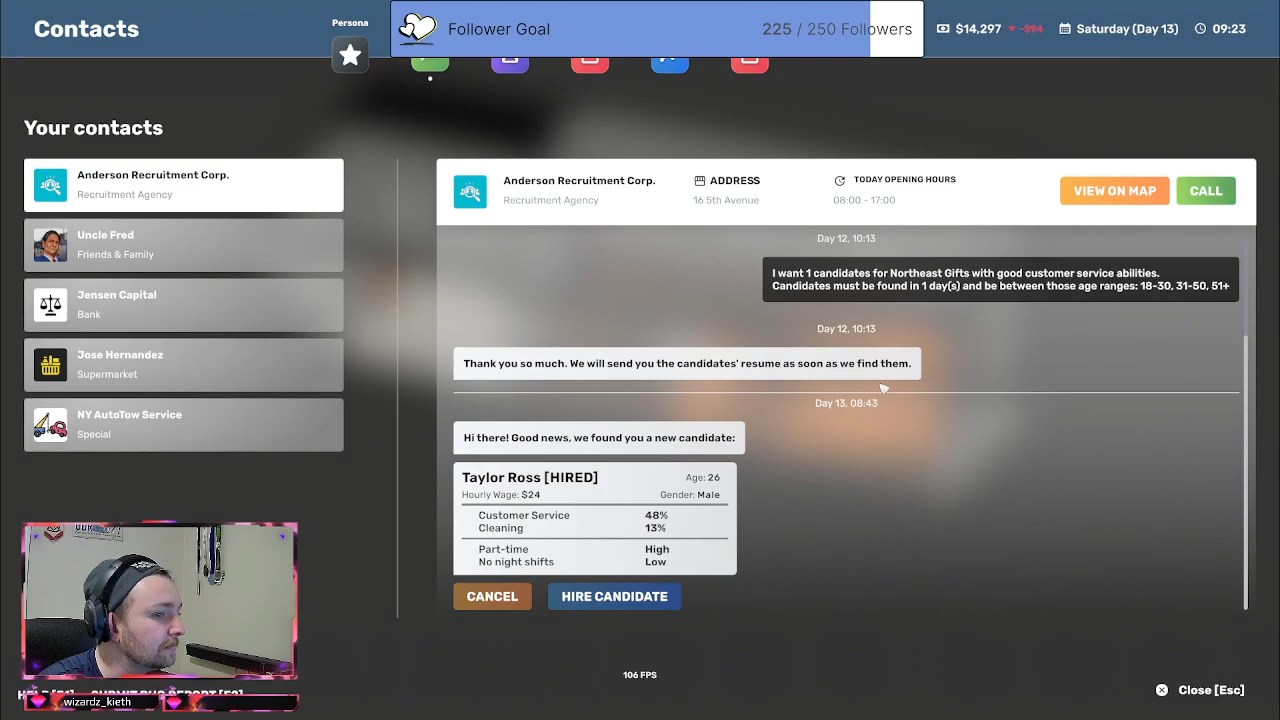 Contacts
Persona
Follower Goal
225 / 250 Followers
$14,297
-$94
Saturday (Day 13)
09:23
Your contacts
Anderson Recruitment Corp.
Recruitment Agency
Uncle Fred
Friends & Family
Jensen Capital
Bank
Jose Hernandez
Supermarket
NY AutoTow Service
Special
Anderson Recruitment Corp.
Recruitment Agency
ADDRESS
16 5th Avenue
TODAY OPENING HOURS
08:00 - 17:00
VIEW ON MAP
CALL
Day 12, 10:13
I want 1 candidates for Northeast Gifts with good customer service abilities.
Candidates must be found in 1 day(s) and be between those age ranges: 18-30, 31-50, 51+
Day 12, 10:13
Thank you so much. We will send you the candidates' resume as soon as we find them.
Day 13, 08:43
Hi there! Good news, we found you a new candidate:
Taylor Ross [HIRED]
Age: 26
Hourly Wage: $24
Gender: Male
Customer Service 48%
Cleaning 13%
Part-time High
No night shifts Low
CANCEL
HIRE CANDIDATE
106 FPS
HELP [F1]
SUBMIT BUG REPORT [F2]
wizardz_kieth
Close [Esc]